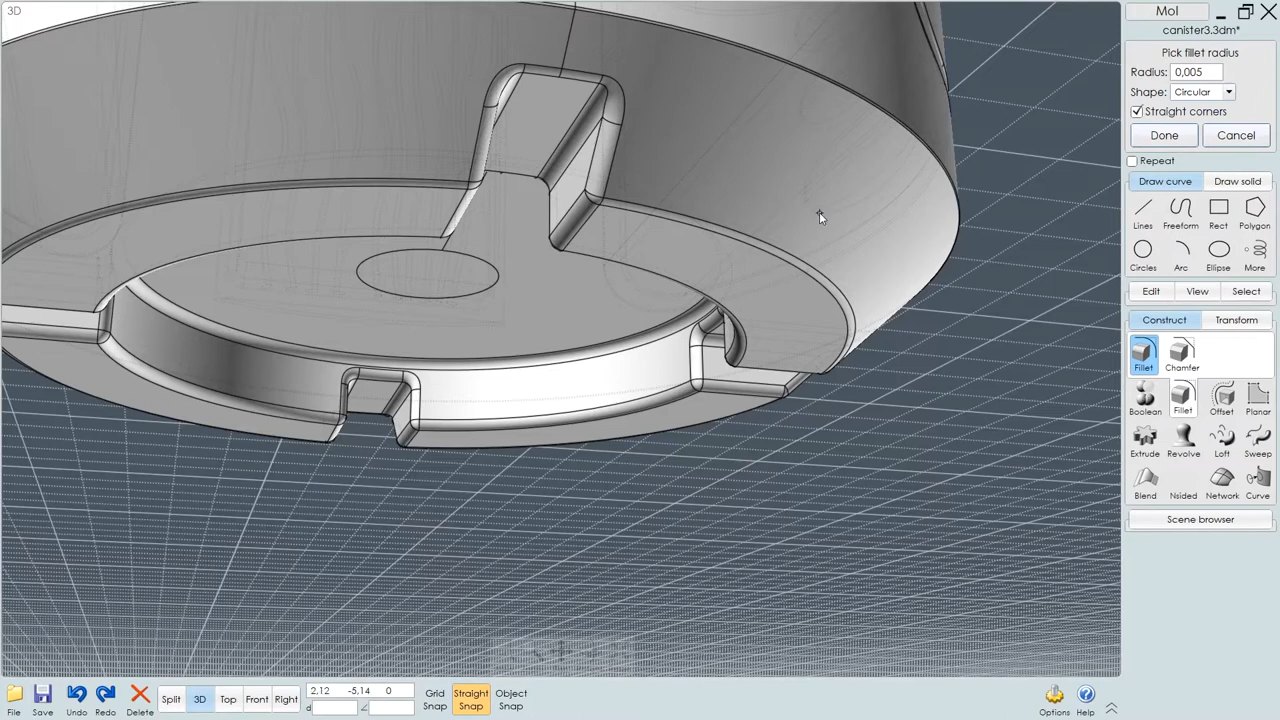 3D
MoI
canister3.3dm*
Pick fillet radius
Radius: 0,005
Shape: Circular
Straight corners
Done Cancel
Repeat
Draw curve Draw solid
Lines Freeform Rect Polygon
Circles Arc Ellipse More
Edit View Select
Construct Transform
Fillet Chamfer
Boolean Fillet Offset Planar
Extrude Revolve Loft Sweep
Blend Nsided Network Curve
Scene browser
File Save Undo Redo Delete Split 3D Top Front Right
2,12 -5,14 0
d ∠
Grid Snap
Straight Snap
Object Snap
Options Help